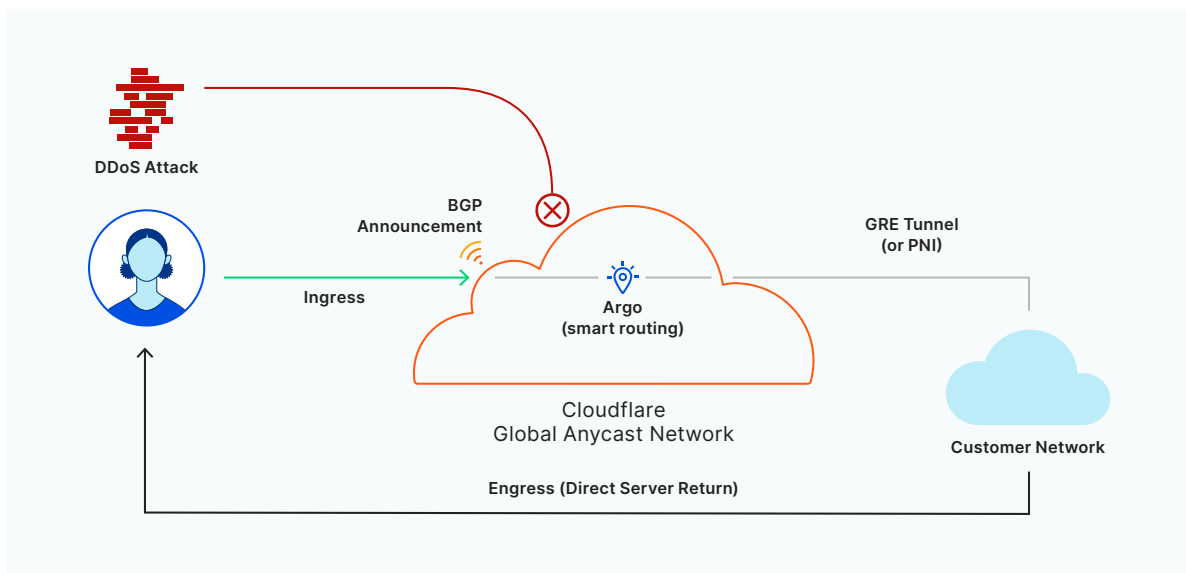 DDoS Attack
BGP
Announcement
GRE Tunnel
(or PNI)
Ingress
Argo
(smart routing)
Cloudflare
Global Anycast Network
Customer Network
Engress (Direct Server Return)